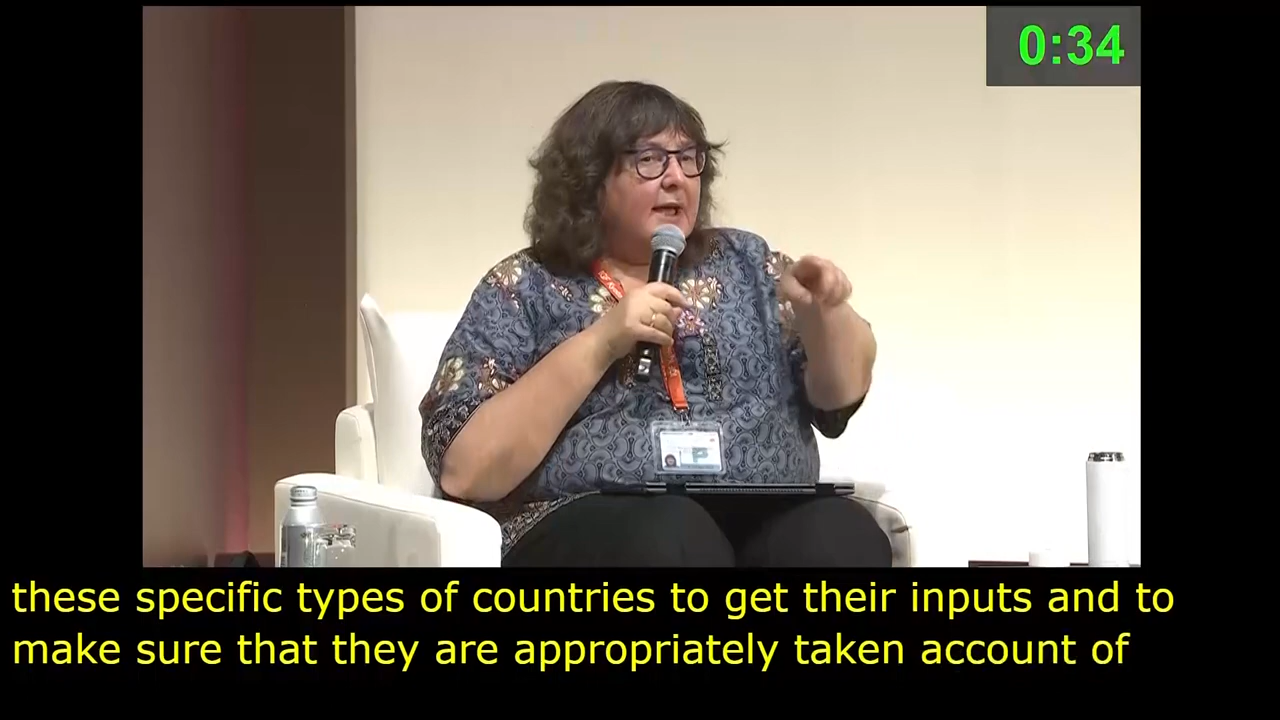 0:34
P
these specific types of countries to get their inputs and to
make sure that they are appropriately taken account of